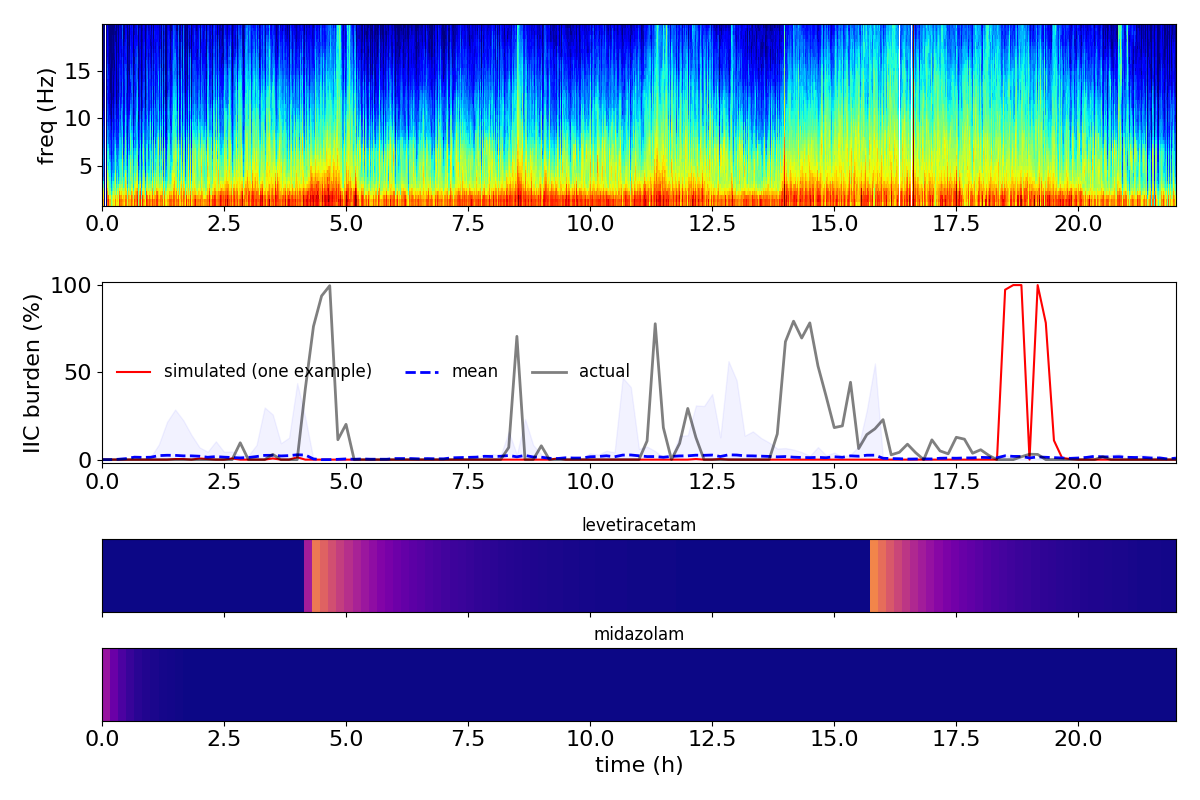 15
10
5
freq (Hz)
0.0 2.5 5.0 7.5 10.0 12.5 15.0 17.5 20.0
100
50
0
IIC burden (%)
simulated (one example) mean actual
0.0 2.5 5.0 7.5 10.0 12.5 15.0 17.5 20.0
levetiracetam
midazolam
0.0 2.5 5.0 7.5 10.0 12.5 15.0 17.5 20.0
time (h)